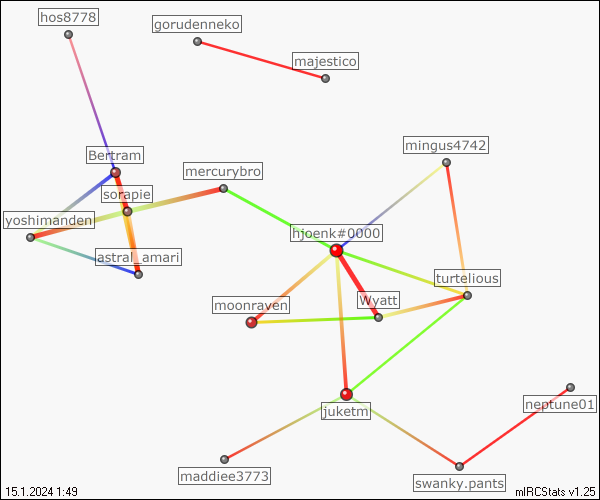 hos8778
gorudenneko
majestico
mingus4742
Bertram
mercurybro
sorapie
yoshimanden
hjoenk#0000
astral_amari
turtelious
moonraven
Wyatt
neptune01
juketm
maddiee3773
swanky.pants
15.1.2024 1:49
mIRCStats v1.25